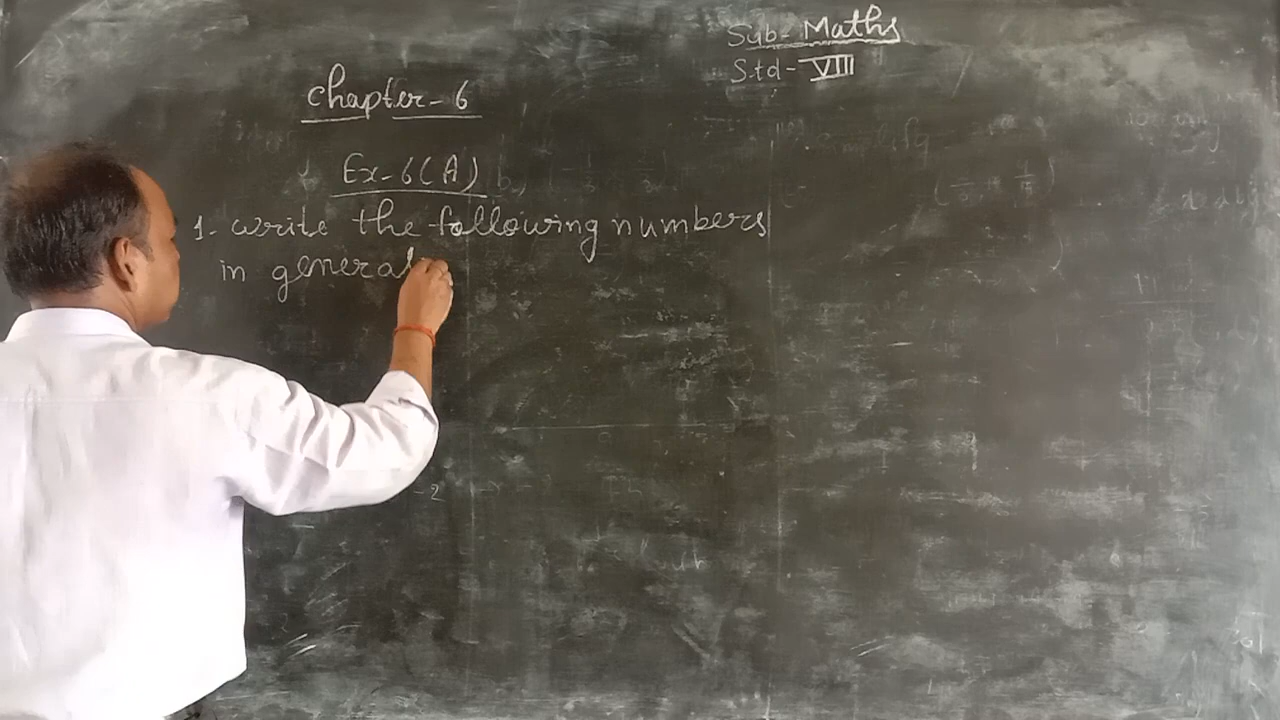 Sub- Maths
Std- VIII
Chapter- 6
Ex- 6(A)
1. Write the following numbers
in general